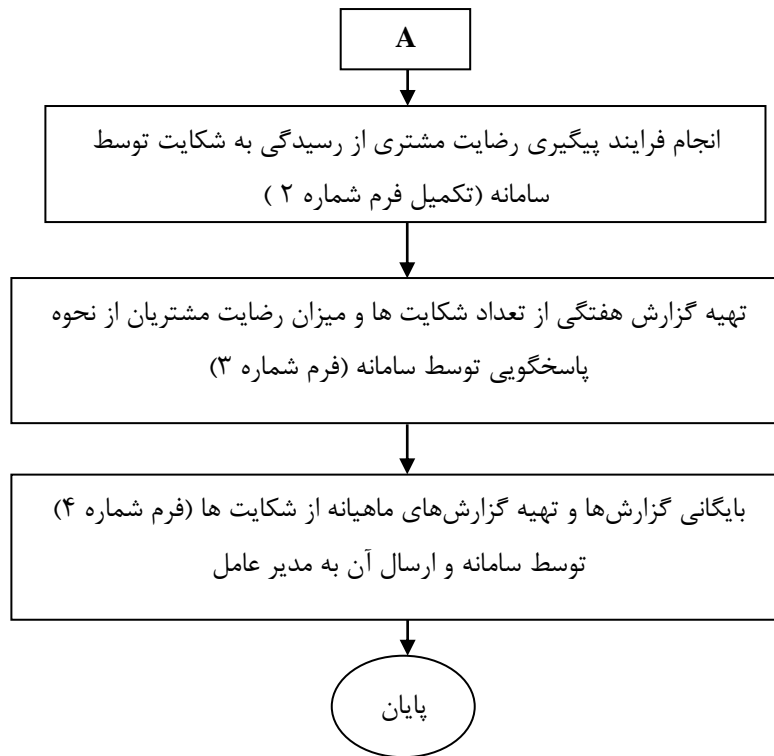 A
انجام فرایند پیگیری رضایت مشتری از رسیدگی به شکایت توسط
سامانه (تکمیل فرم شماره ۲ )
تهیه گزارش هفتگی از تعداد شکایت ها و میزان رضایت مشتریان از نحوه
پاسخگویی توسط سامانه (فرم شماره ۳)
بایگانی گزارش‌ها و تهیه گزارش‌های ماهیانه از شکایت ها (فرم شماره ۴)
توسط سامانه و ارسال آن به مدیر عامل
پایان